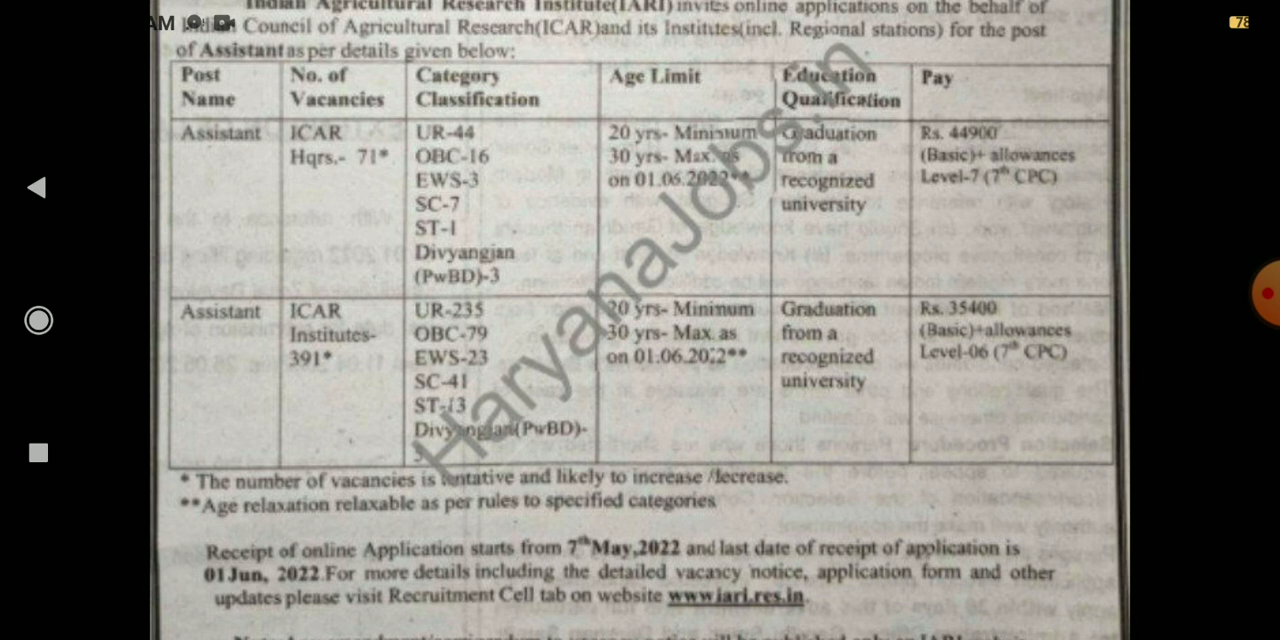 Indian Agricultural Research Institute(IARI) invites online applications on the behalf of
AM Indian Council of Agricultural Research(ICAR)and its Institutes(incl. Regional stations) for the post
78
of Assistant as per details given below:
Post Name | No. of Vacancies | Category Classification | Age Limit | Education Qualification | Pay
Assistant | ICAR Hqrs.- 71* | UR-44 OBC-16 EWS-3 SC-7 ST-1 Divyangjan (PwBD)-3 | 20 yrs- Minimum 30 yrs- Max. as on 01.06.2022** | Graduation from a recognized university | Rs. 44900 (Basic)+ allowances Level-7 (7th CPC)
Assistant | ICAR Institutes- 391* | UR-235 OBC-79 EWS-23 SC-41 ST-13 Divyangjan(PwBD)- | 20 yrs- Minimum 30 yrs- Max. as on 01.06.2022** | Graduation from a recognized university | Rs. 35400 (Basic)+allowances Level-06 (7th CPC)
* The number of vacancies is tentative and likely to increase /decrease.
**Age relaxation relaxable as per rules to specified categories
Receipt of online Application starts from 7th May,2022 and last date of receipt of application is
01Jun, 2022.For more details including the detailed vacancy notice, application form and other
updates please visit Recruitment Cell tab on website www.iari.res.in.
HaryanaJobs.in